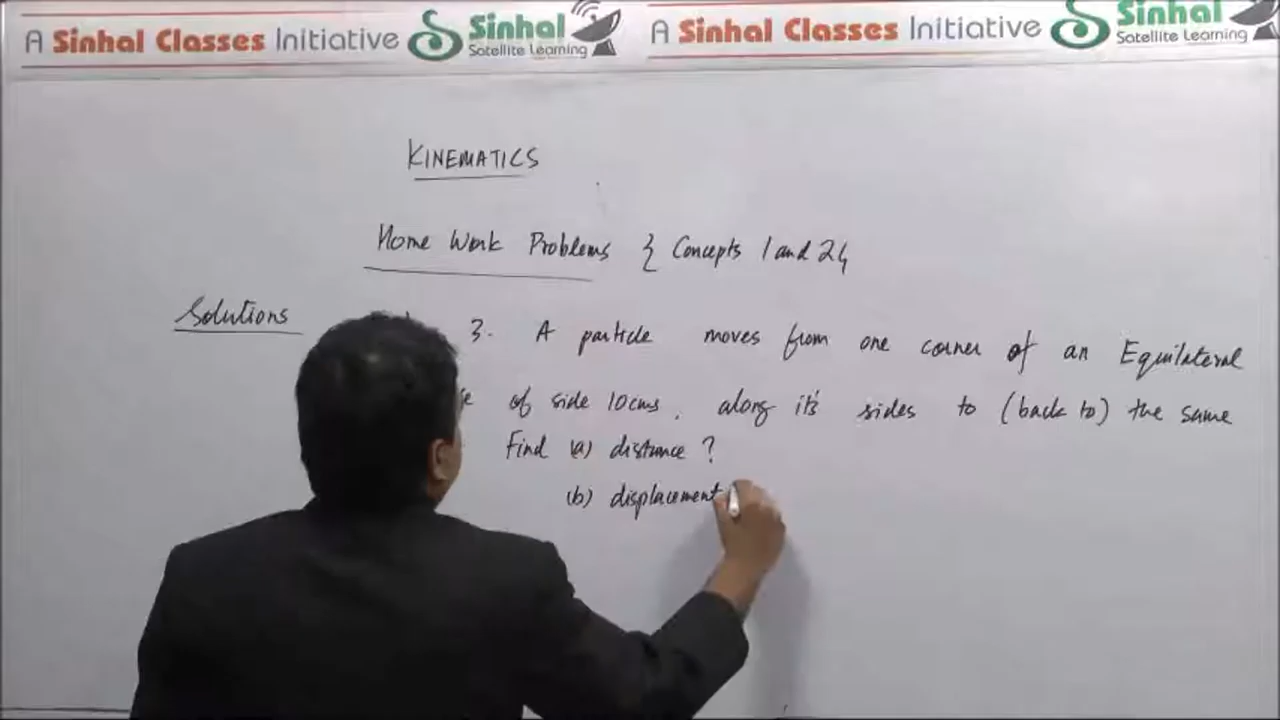 A Sinhal Classes Initiative Sinhal Satellite Learning A Sinhal Classes Initiative Sinhal Satellite Learning
KINEMATICS
Home Work Problems { Concepts 1 and 2 }
Solutions
3. A particle moves from one corner of an Equilateral
of side 10cms, along it's sides to (back to) the same
Find (a) distance ?
(b) displacement